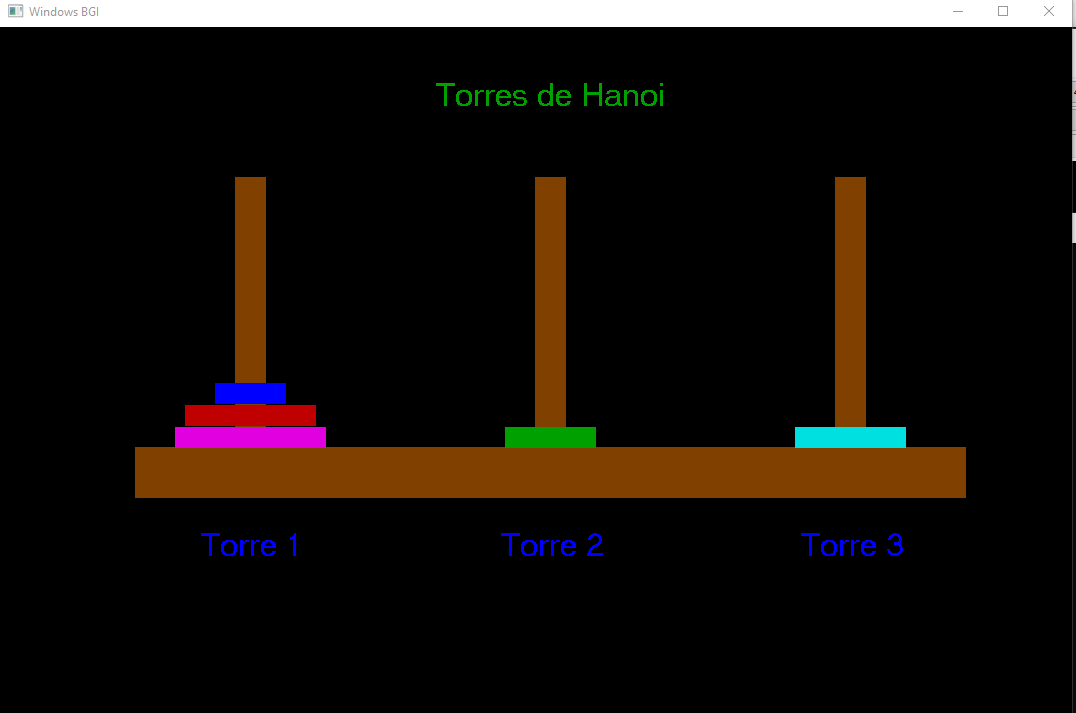 Windows BGI
Torres de Hanoi
Torre 1
Torre 2
Torre 3